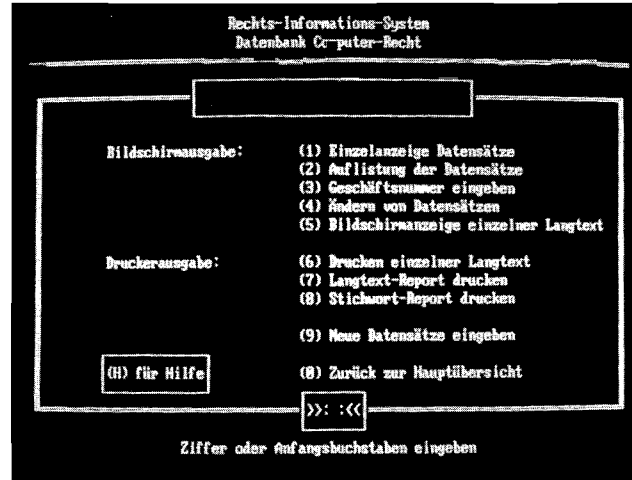 Rechts-Informations-System
Datenbank Cc-puter-Recht
Bildschirmausgabe: (1) Einzelanzeige Datensätze
(2) Auflistung der Datensätze
(3) Geschäftsnummer eingeben
(4) Ändern von Datensätzen
(5) Bildschirmanzeige einzelner Langtext
Druckerausgabe: (6) Drucken einzelner Langtext
(7) Langtext-Report drucken
(8) Stichwort-Report drucken
(9) Neue Datensätze eingeben
(H) für Hilfe (0) Zurück zur Hauptübersicht
>>: :<<
Ziffer oder Anfangsbuchstaben eingeben